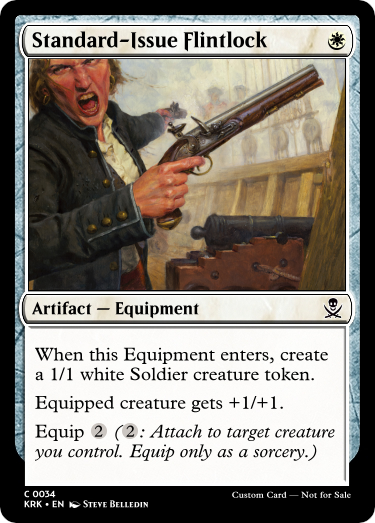 Standard-Issue Flintlock
Artifact — Equipment
When this Equipment enters, create
a 1/1 white Soldier creature token.
Equipped creature gets +1/+1.
Equip 2 (2: Attach to target creature
you control. Equip only as a sorcery.)
C 0034
KRK • EN Steve Belledin
Custom Card — Not for Sale